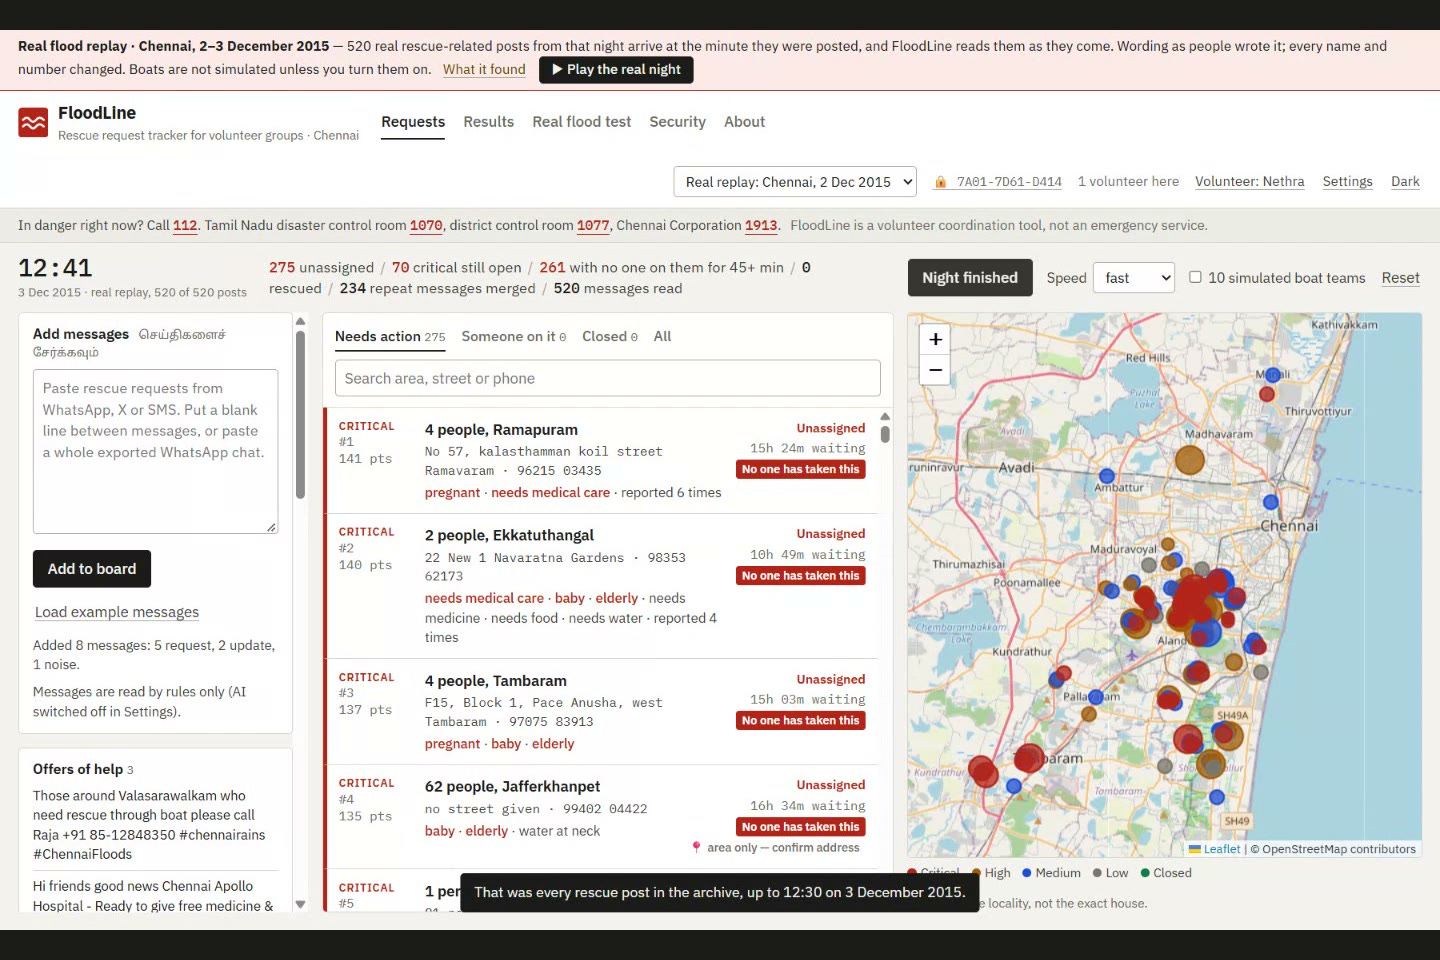 Real flood replay · Chennai, 2–3 December 2015 — 520 real rescue-related posts from that night arrive at the minute they were posted, and FloodLine reads them as they come. Wording as people wrote it; every name and
number changed. Boats are not simulated unless you turn them on. What it found ▶ Play the real night
FloodLine
Rescue request tracker for volunteer groups · Chennai
Requests Results Real flood test Security About
Real replay: Chennai, 2 Dec 2015 🔒 7A01-7D61-D414 1 volunteer here Volunteer: Nethra Settings Dark
In danger right now? Call 112. Tamil Nadu disaster control room 1070, district control room 1077, Chennai Corporation 1913. FloodLine is a volunteer coordination tool, not an emergency service.
12:41
3 Dec 2015 · real replay, 520 of 520 posts
275 unassigned / 70 critical still open / 261 with no one on them for 45+ min / 0
rescued / 234 repeat messages merged / 520 messages read
Night finished Speed fast 10 simulated boat teams Reset
Add messages செய்திகளைச்
சேர்க்கவும்
Paste rescue requests from
WhatsApp, X or SMS. Put a blank
line between messages, or paste
a whole exported WhatsApp chat.
Add to board
Load example messages
Added 8 messages: 5 request, 2 update,
1 noise.
Messages are read by rules only (AI
switched off in Settings).
Offers of help 3
Those around Valasarawalkam who
need rescue through boat please call
Raja +91 85-12848350 #chennairains
#ChennaiFloods
Hi friends good news Chennai Apollo
Hospital - Ready to give free medicine &
Needs action 275 Someone on it 0 Closed 0 All
Search area, street or phone
CRITICAL
#1
141 pts
4 people, Ramapuram
No 57, kalasthamman koil street
Ramavaram · 96215 03435
pregnant · needs medical care · reported 6 times
Unassigned
15h 24m waiting
No one has taken this
CRITICAL
#2
140 pts
2 people, Ekkatuthangal
22 New 1 Navaratna Gardens · 98353
62173
needs medical care · baby · elderly · needs
medicine · needs food · needs water · reported 4
times
Unassigned
10h 49m waiting
No one has taken this
CRITICAL
#3
137 pts
4 people, Tambaram
F15, Block 1, Pace Anusha, west
Tambaram · 97075 83913
pregnant · baby · elderly
Unassigned
15h 03m waiting
No one has taken this
CRITICAL
#4
135 pts
62 people, Jafferkhanpet
no street given · 99402 04422
baby · elderly · water at neck
Unassigned
16h 34m waiting
No one has taken this
📍 area only — confirm address
CRITICAL
#5
1 per
That was every rescue post in the archive, up to 12:30 on 3 December 2015.
+
−
Kathivakkam
Red Hills
Manali
Puzhal
Lake
Thiruvottiyur
Avadi
Madhavaram
runinravur
Avadi
Ambattur
Chennai
Maduravoyal
Thirumazhisai
Poonamallee
Chembarambakkam
Lake
Kundrathur
Pallavaram
SH49A
Kundrathur
Tambaram
SH49
Leaflet | © OpenStreetMap contributors
Critical High Medium Low Closed
e locality, not the exact house.